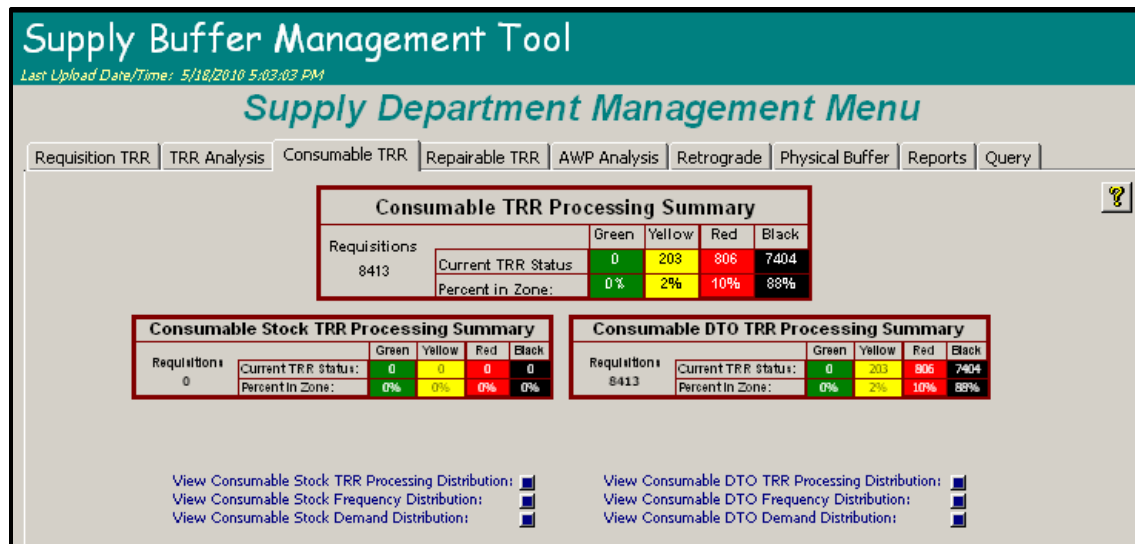 Supply Buffer Management Tool
Last Upload Date/Time: 5/18/2010 5:03:03 PM
Supply Department Management Menu
Requisition TRR TRR Analysis Consumable TRR Repairable TRR AWP Analysis Retrograde Physical Buffer Reports Query
?
Consumable TRR Processing Summary
Green Yellow Red Black
Requisitions
8413
Current TRR Status 0 203 806 7404
Percent in Zone: 0% 2% 10% 88%
Consumable Stock TRR Processing Summary
Green Yellow Red Black
Requisitions
0
Current TRR Status: 0 0 0 0
Percent in Zone: 0% 0% 0% 0%
Consumable DTO TRR Processing Summary
Green Yellow Red Black
Requisitions
8413
Current TRR Status: 0 203 806 7404
Percent in Zone: 0% 2% 10% 88%
View Consumable Stock TRR Processing Distribution:
View Consumable Stock Frequency Distribution:
View Consumable Stock Demand Distribution:
View Consumable DTO TRR Processing Distribution:
View Consumable DTO Frequency Distribution:
View Consumable DTO Demand Distribution: